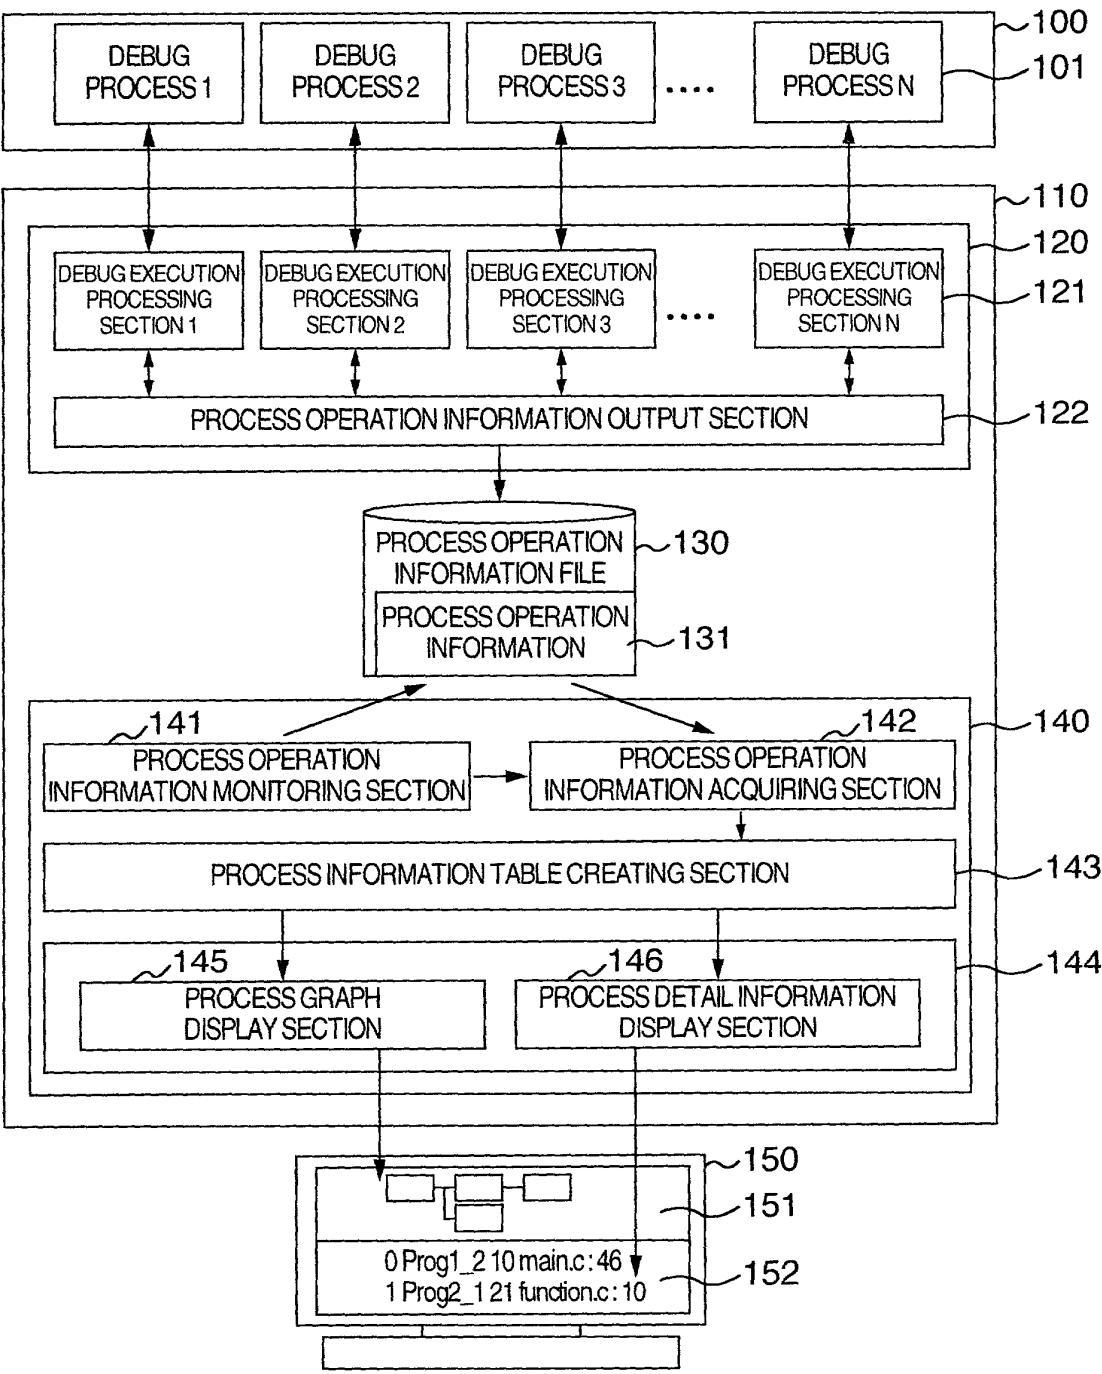 DEBUG
PROCESS 1
DEBUG
PROCESS 2
DEBUG
PROCESS 3
....
DEBUG
PROCESS N
100
101
110
120
DEBUG EXECUTION
PROCESSING
SECTION 1
DEBUG EXECUTION
PROCESSING
SECTION 2
DEBUG EXECUTION
PROCESSING
SECTION 3
....
DEBUG EXECUTION
PROCESSING
SECTION N
121
PROCESS OPERATION INFORMATION OUTPUT SECTION
122
PROCESS OPERATION
INFORMATION FILE
130
PROCESS OPERATION
INFORMATION
131
140
141
PROCESS OPERATION
INFORMATION MONITORING SECTION
142
PROCESS OPERATION
INFORMATION ACQUIRING SECTION
PROCESS INFORMATION TABLE CREATING SECTION
143
144
145
PROCESS GRAPH
DISPLAY SECTION
146
PROCESS DETAIL INFORMATION
DISPLAY SECTION
150
151
0 Prog1_2 10 main.c : 46
1 Prog2_1 21 function.c : 10
152